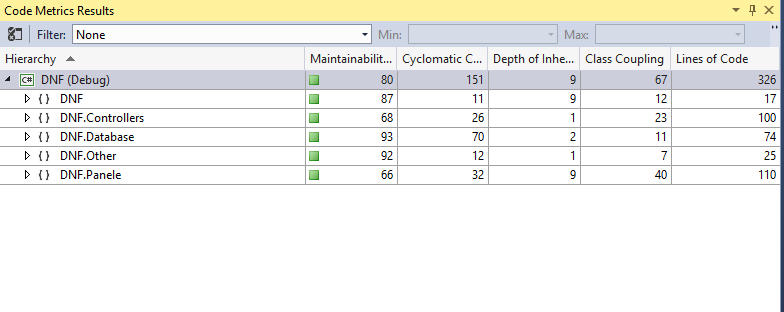 Code Metrics Results
Filter: None Min: Max:
Hierarchy Maintainabilit... Cyclomatic C... Depth of Inhe... Class Coupling Lines of Code
C# DNF (Debug) 80 151 9 67 326
{ } DNF 87 11 9 12 17
{ } DNF.Controllers 68 26 1 23 100
{ } DNF.Database 93 70 2 11 74
{ } DNF.Other 92 12 1 7 25
{ } DNF.Panele 66 32 9 40 110